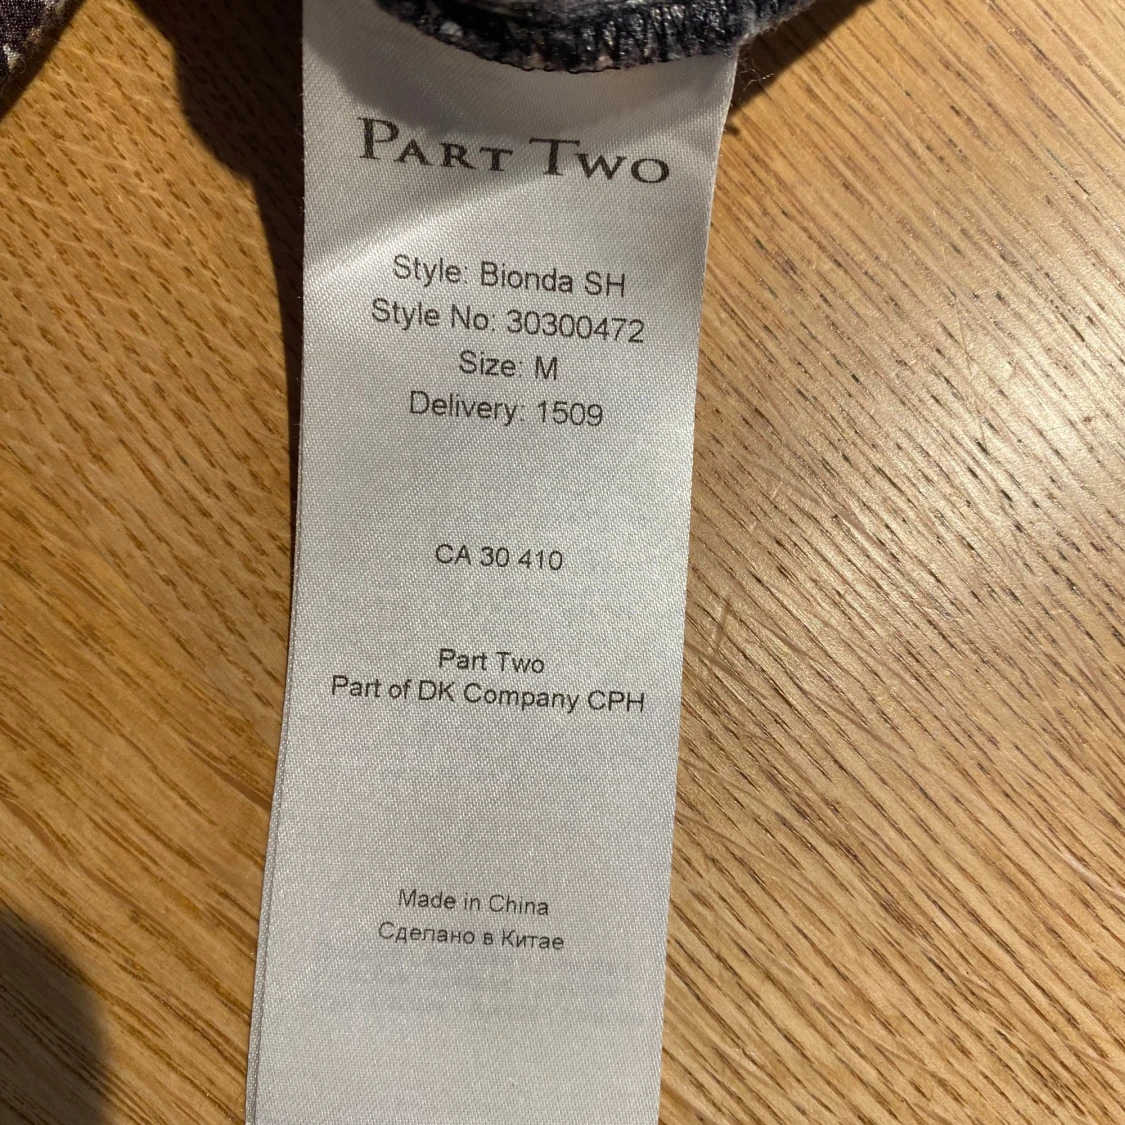 PART TWO
Style: Bionda SH
Style No: 30300472
Size: M
Delivery: 1509
CA 30 410
Part Two
Part of DK Company CPH
Made in China
Сделано в Китае